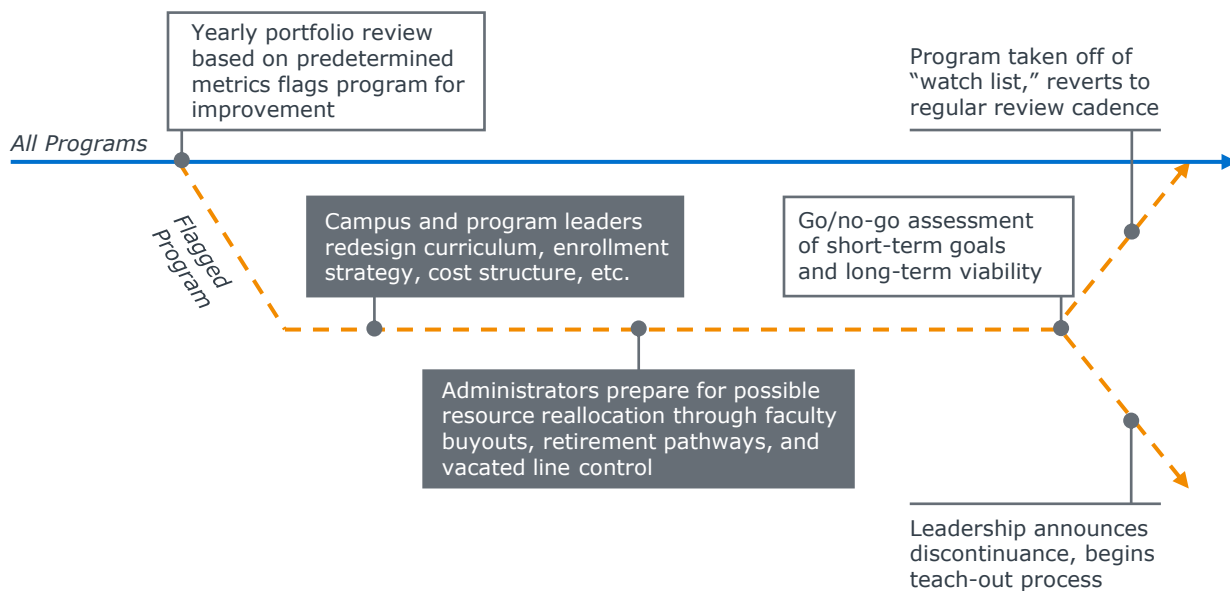 Yearly portfolio review
based on predetermined
metrics flags program for
improvement
Program taken off of
“watch list,” reverts to
regular review cadence
All Programs
Flagged
Program
Campus and program leaders
redesign curriculum, enrollment
strategy, cost structure, etc.
Go/no-go assessment
of short-term goals
and long-term viability
Administrators prepare for possible
resource reallocation through faculty
buyouts, retirement pathways, and
vacated line control
Leadership announces
discontinuance, begins
teach-out process